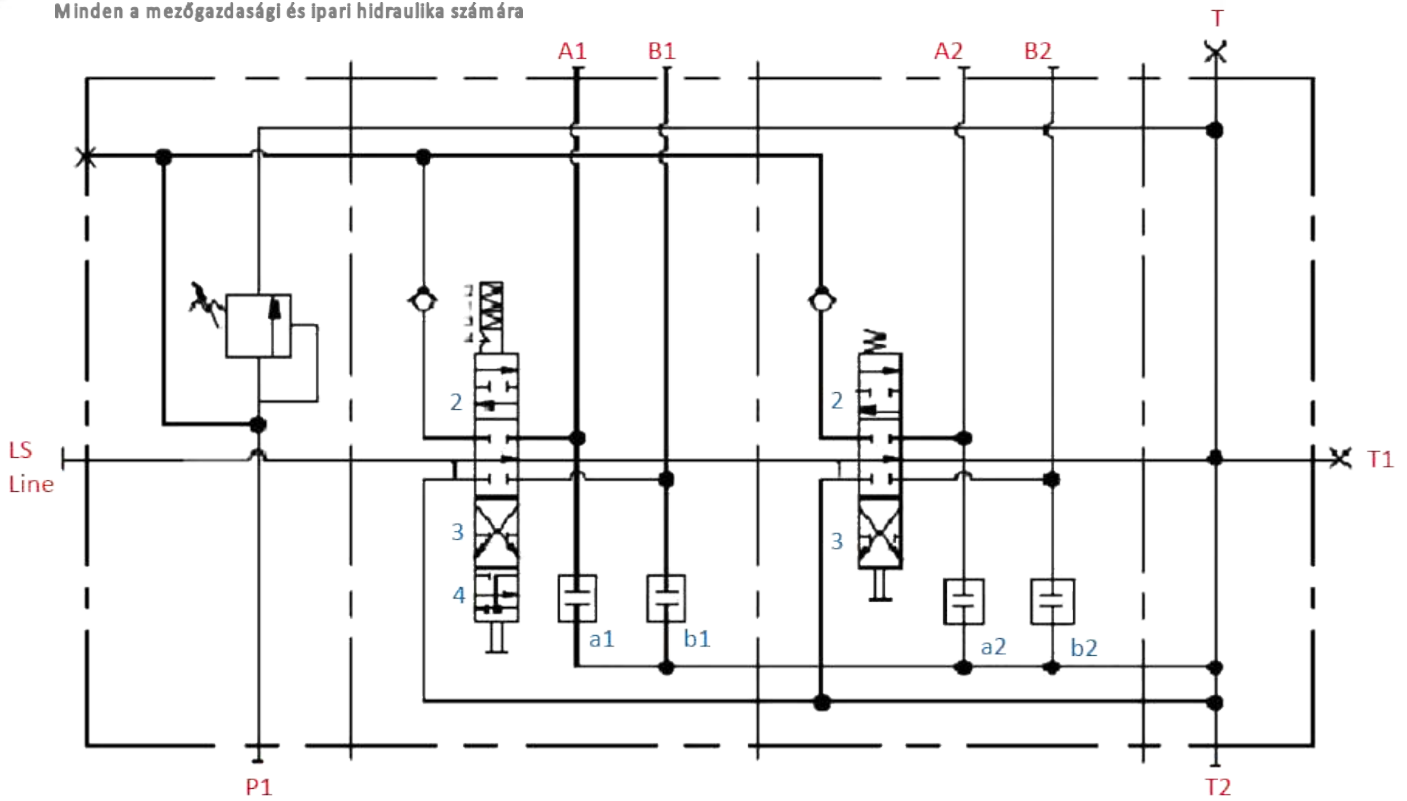 Minden a mezőgazdasági és ipari hidraulika számára
T
A1 B1 A2 B2
2 2
LS
Line
T1
3 3
4
a1 b1 a2 b2
P1 T2